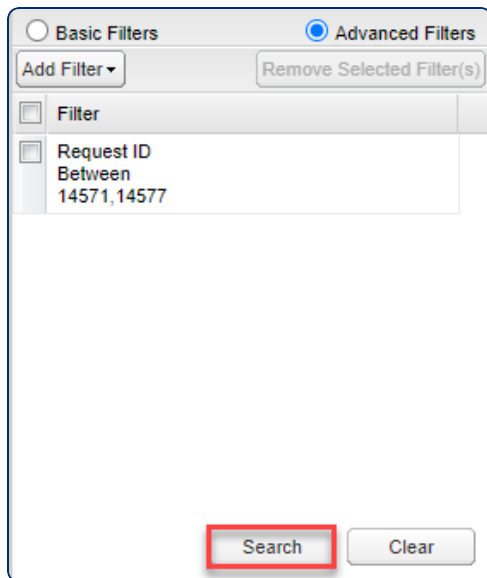 Basic Filters Advanced Filters
Add Filter Remove Selected Filter(s)
Filter
Request ID
Between
14571,14577
Search Clear